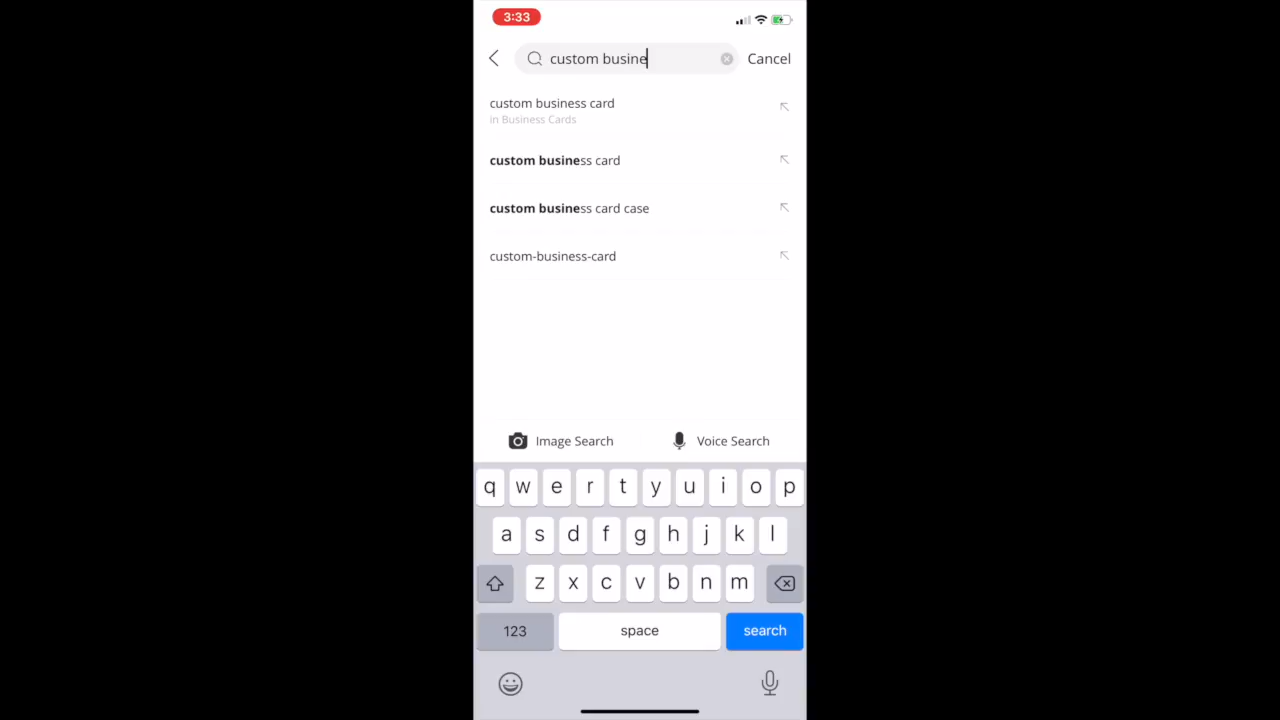 3:33
custom busine
Cancel
custom business card
in Business Cards
custom business card
custom business card case
custom-business-card
Image Search
Voice Search
q w e r t y u i o p
a s d f g h j k l
z x c v b n m
123 space search